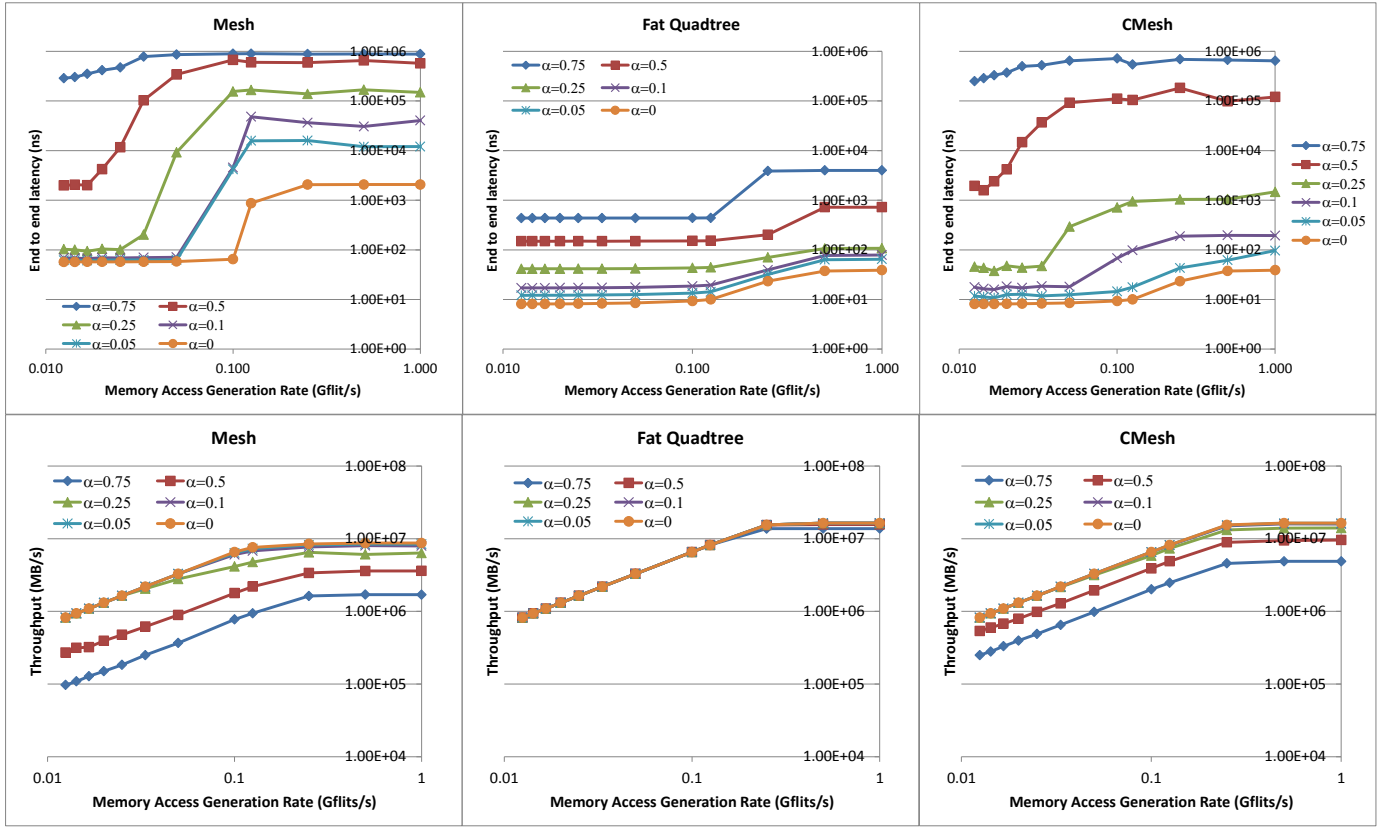 Mesh
End to end latency (ns)
1.00E+06
1.00E+05
1.00E+04
1.00E+03
1.00E+02
1.00E+01
1.00E+00
α=0.75 α=0.5
α=0.25 α=0.1
α=0.05 α=0
0.010 0.100 1.000
Memory Access Generation Rate (Gflit/s)
Fat Quadtree
α=0.75 α=0.5
α=0.25 α=0.1
α=0.05 α=0
End to end latency (ns)
1.00E+06
1.00E+05
1.00E+04
1.00E+03
1.00E+02
1.00E+01
1.00E+00
0.010 0.100 1.000
Memory Access Generation Rate (Gflit/s)
CMesh
End to end latency (ns)
1.00E+06
1.00E+05
1.00E+04
1.00E+03
1.00E+02
1.00E+01
1.00E+00
α=0.75
α=0.5
α=0.25
α=0.1
α=0.05
α=0
0.010 0.100 1.000
Memory Access Generation Rate (Gflit/s)
Mesh
α=0.75 α=0.5
α=0.25 α=0.1
α=0.05 α=0
Throughput (MB/s)
1.00E+08
1.00E+07
1.00E+06
1.00E+05
1.00E+04
0.01 0.1 1
Memory Access Generation Rate (Gflits/s)
Fat Quadtree
α=0.75 α=0.5
α=0.25 α=0.1
α=0.05 α=0
Throughput (MB/s)
1.00E+08
1.00E+07
1.00E+06
1.00E+05
1.00E+04
0.01 0.1 1
Memory Access Generation Rate (Gflits/s)
CMesh
α=0.75 α=0.5
α=0.25 α=0.1
α=0.05 α=0
Throughput (MB/s)
1.00E+08
1.00E+07
1.00E+06
1.00E+05
1.00E+04
0.01 0.1 1
Memory Access Generation Rate (Gflits/s)